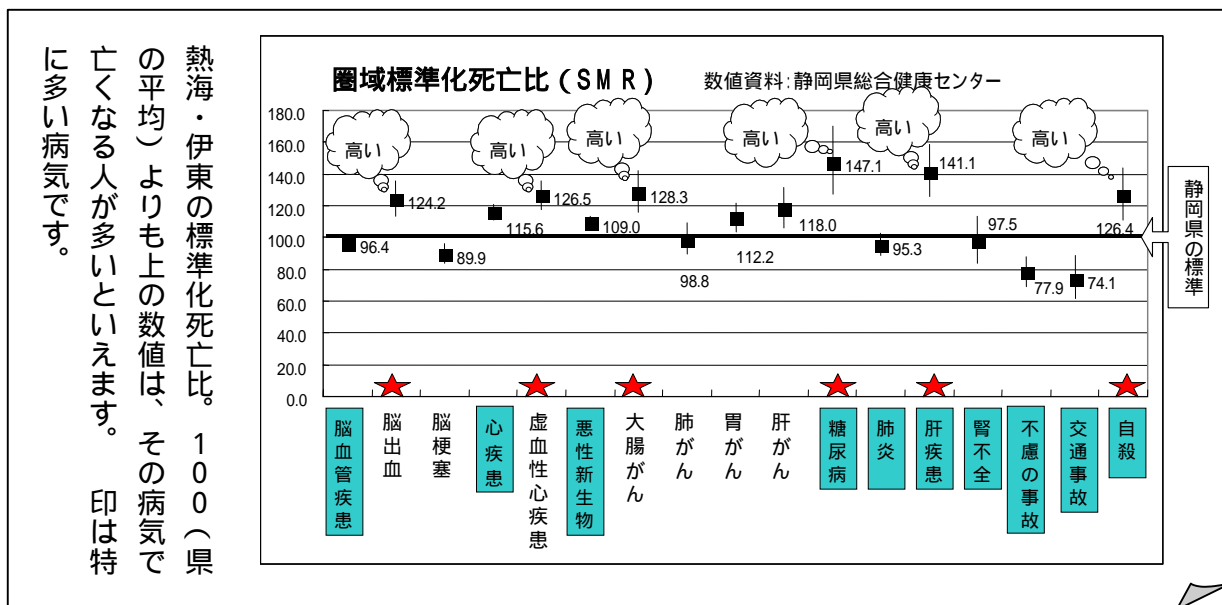 熱海・伊東の標準化死亡比。100(県
の平均)よりも上の数値は、その病気で
亡くなる人が多いといえます。　　印は特
に多い病気です。
圏域標準化死亡比(SMR)
数値資料:静岡県総合健康センター
180.0
160.0
140.0
120.0
100.0
80.0
60.0
40.0
20.0
0.0
高い
高い
高い
高い
高い
高い
96.4
124.2
89.9
115.6
126.5
109.0
128.3
98.8
112.2
118.0
147.1
95.3
141.1
97.5
77.9
74.1
126.4
静岡県の標準
脳血管疾患
脳出血
脳梗塞
心疾患
虚血性心疾患
悪性新生物
大腸がん
肺がん
胃がん
肝がん
糖尿病
肺炎
肝疾患
腎不全
不慮の事故
交通事故
自殺